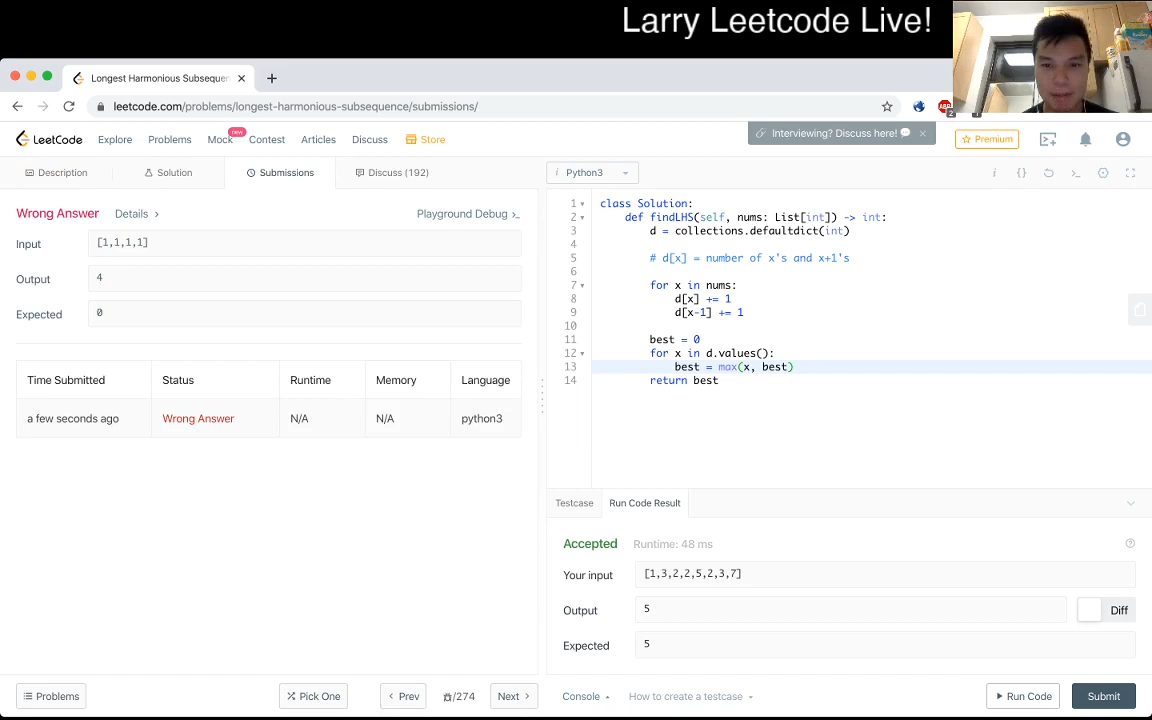 Larry Leetcode Live!
Longest Harmonious Subsequen
leetcode.com/problems/longest-harmonious-subsequence/submissions/
LeetCode Explore Problems Mock new Contest Articles Discuss Store Interviewing? Discuss here! Premium
Description Solution Submissions Discuss (192)
i Python3
Wrong Answer Details > Playground Debug >_
Input [1,1,1,1]
Output 4
Expected 0
Time Submitted Status Runtime Memory Language
a few seconds ago Wrong Answer N/A N/A python3
1 class Solution:
2 def findLHS(self, nums: List[int]) -> int:
3 d = collections.defaultdict(int)
4
5 # d[x] = number of x's and x+1's
6
7 for x in nums:
8 d[x] += 1
9 d[x-1] += 1
10
11 best = 0
12 for x in d.values():
13 best = max(x, best)
14 return best
Testcase Run Code Result
Accepted Runtime: 48 ms
Your input [1,3,2,2,5,2,3,7]
Output 5 Diff
Expected 5
Problems Pick One < Prev /274 Next > Console How to create a testcase Run Code Submit